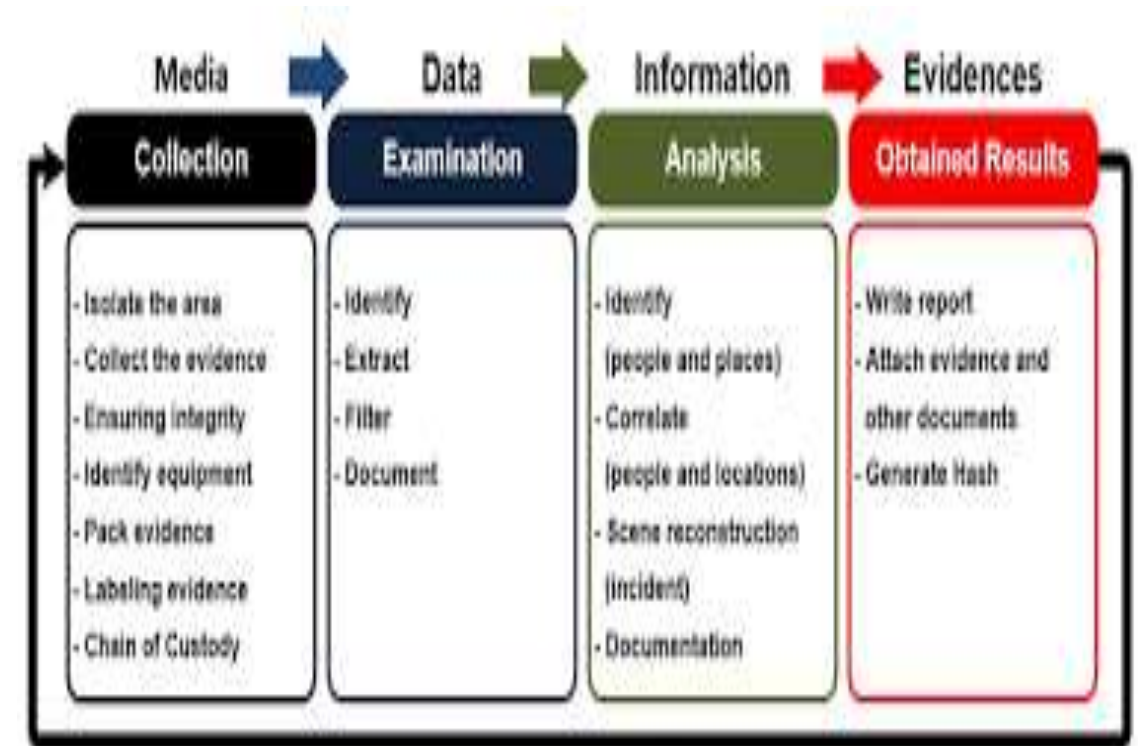 Media
Data
Information
Evidences
Collection
Examination
Analysis
Obtained Results
- Isolate the area
- Collect the evidence
- Ensuring integrity
- Identify equipment
- Pack evidence
- Labeling evidence
- Chain of Custody
- Identify
- Extract
- Filter
- Document
- Identify
(people and places)
- Correlate
(people and locations)
- Scene reconstruction
(incident)
- Documentation
- Write report
- Attach evidence and
other documents
- Generate Hash